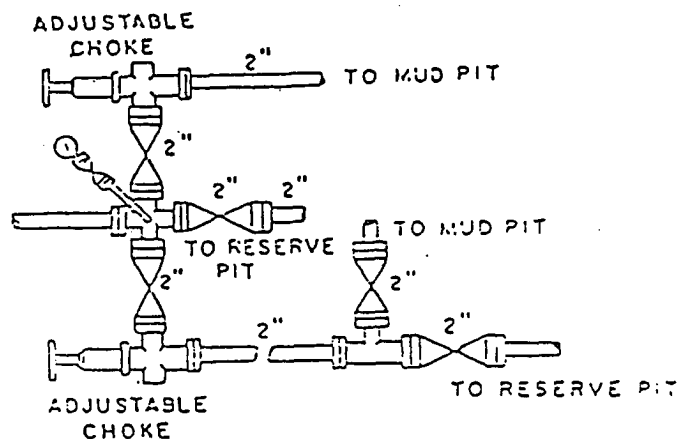 ADJUSTABLE
CHOKE
2"
TO MUD PIT
2"
2"
2"
TO RESERVE
PIT
TO MUD PIT
2"
2"
2"
2"
TO RESERVE PIT
ADJUSTABLE
CHOKE